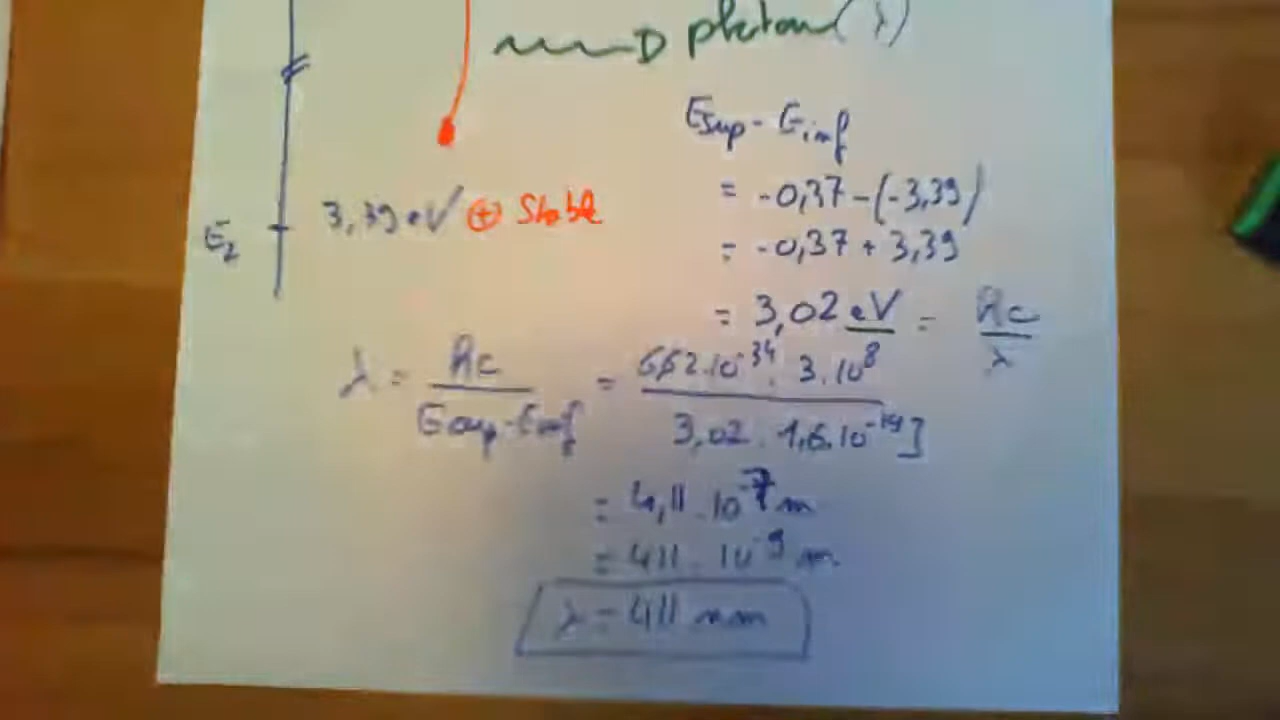 photon (λ)
Esup - Einf
= -0,37 - (-3,39)
E₂ 3,39 eV ⊕ Stable
= -0,37 + 3,39
= 3,02 eV = hc/λ
λ = hc/(Esup - Einf) = 6,62.10⁻³⁴ . 3.10⁸/(3,02 . 1,6.10⁻¹⁹ J)
= 4,11 . 10⁻⁷ m
= 411 . 10⁻⁹ m
λ = 411 nm